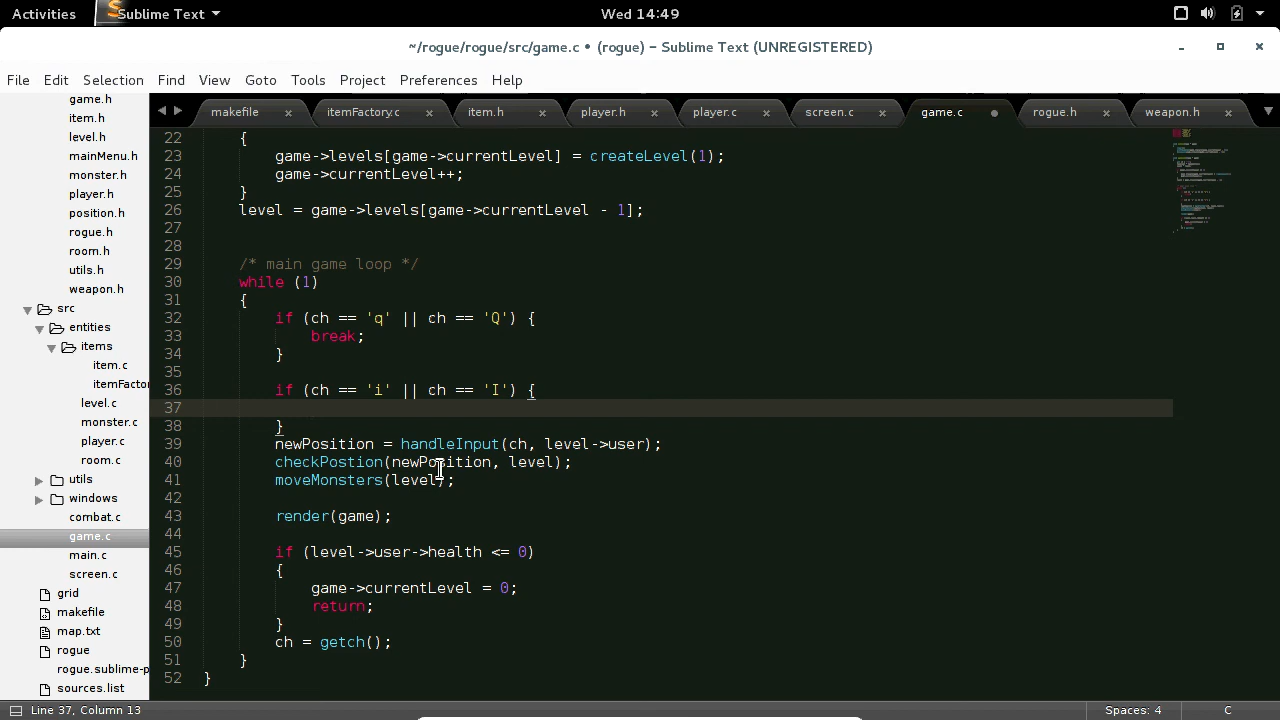 Activities Sublime Text Wed 14:49
~/rogue/rogue/src/game.c • (rogue) – Sublime Text (UNREGISTERED)
File Edit Selection Find View Goto Tools Project Preferences Help
makefile itemFactory.c item.h player.h player.c screen.c game.c rogue.h weapon.h
game.h
item.h
level.h
mainMenu.h
monster.h
player.h
position.h
rogue.h
room.h
utils.h
weapon.h
src
entities
items
item.c
itemFactor
level.c
monster.c
player.c
room.c
utils
windows
combat.c
game.c
main.c
screen.c
grid
makefile
map.txt
rogue
rogue.sublime-p
sources.list
22 {
23 game->levels[game->currentLevel] = createLevel(1);
24 game->currentLevel++;
25 }
26 level = game->levels[game->currentLevel - 1];
27
28
29 /* main game loop */
30 while (1)
31 {
32 if (ch == 'q' || ch == 'Q') {
33 break;
34 }
35
36 if (ch == 'i' || ch == 'I') {
37
38 }
39 newPosition = handleInput(ch, level->user);
40 checkPostion(newPosition, level);
41 moveMonsters(level);
42
43 render(game);
44
45 if (level->user->health <= 0)
46 {
47 game->currentLevel = 0;
48 return;
49 }
50 ch = getch();
51 }
52 }
Line 37, Column 13 Spaces: 4 C